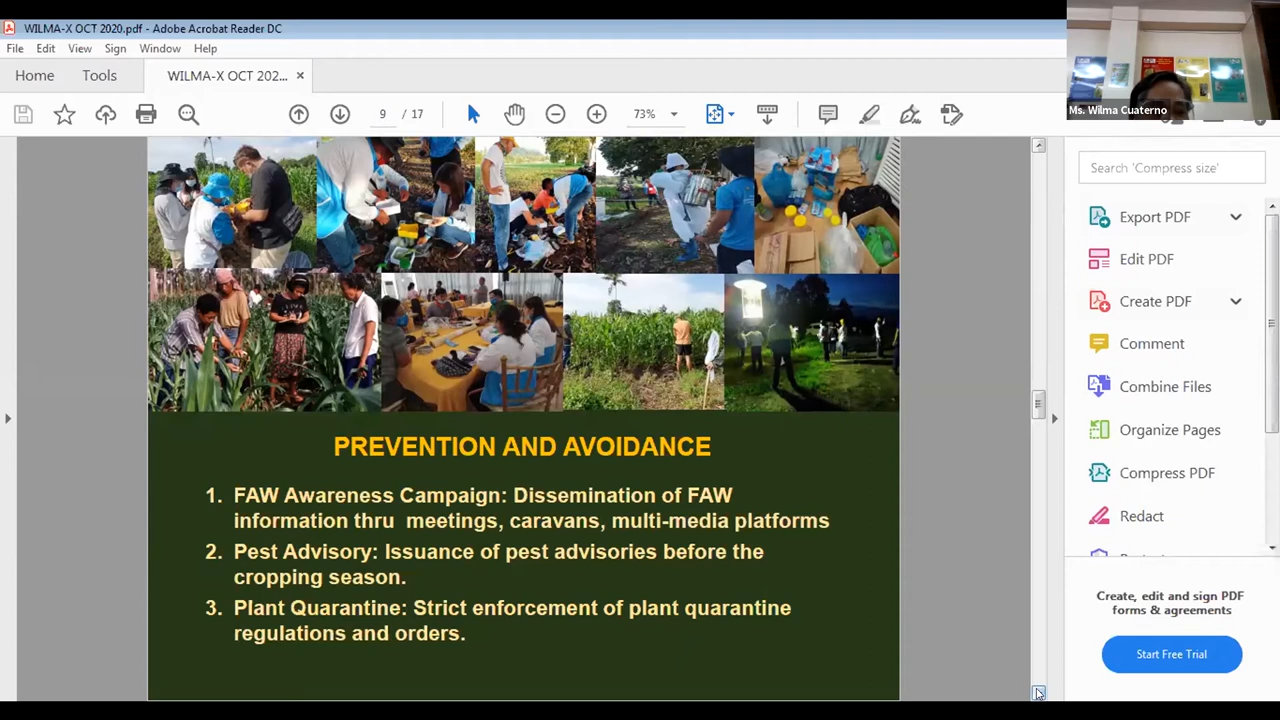 WILMA-X OCT 2020.pdf - Adobe Acrobat Reader DC
File Edit View Sign Window Help
Home Tools WILMA-X OCT 202... ×
9 / 17 73%
Ms. Wilma Cuaterno
Search 'Compress size'
Export PDF
Edit PDF
Create PDF
Comment
Combine Files
Organize Pages
Compress PDF
Redact
Create, edit and sign PDF
forms & agreements
Start Free Trial
PREVENTION AND AVOIDANCE
1. FAW Awareness Campaign: Dissemination of FAW
information thru meetings, caravans, multi-media platforms
2. Pest Advisory: Issuance of pest advisories before the
cropping season.
3. Plant Quarantine: Strict enforcement of plant quarantine
regulations and orders.